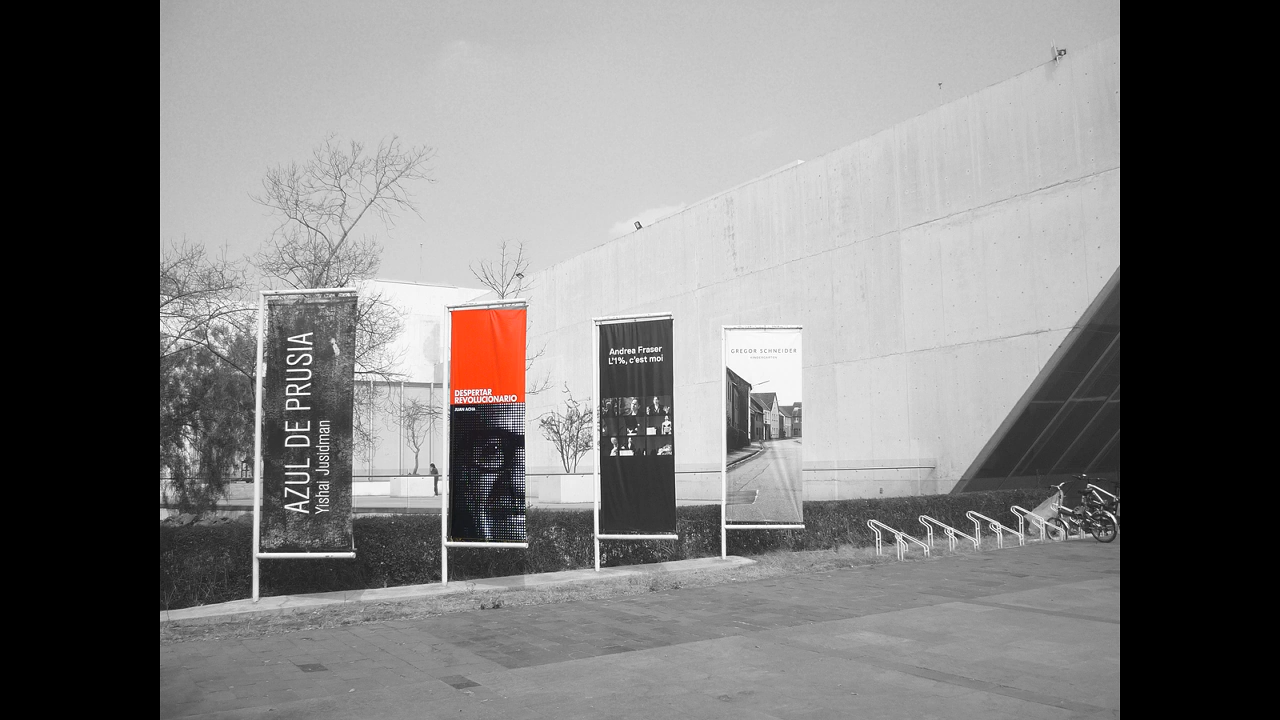 AZUL DE PRUSIA
Yishai Jusidman
DESPERTAR
REVOLUCIONARIO
JUAN ACHA
Andrea Fraser
L'1%, c'est moi
GREGOR SCHNEIDER